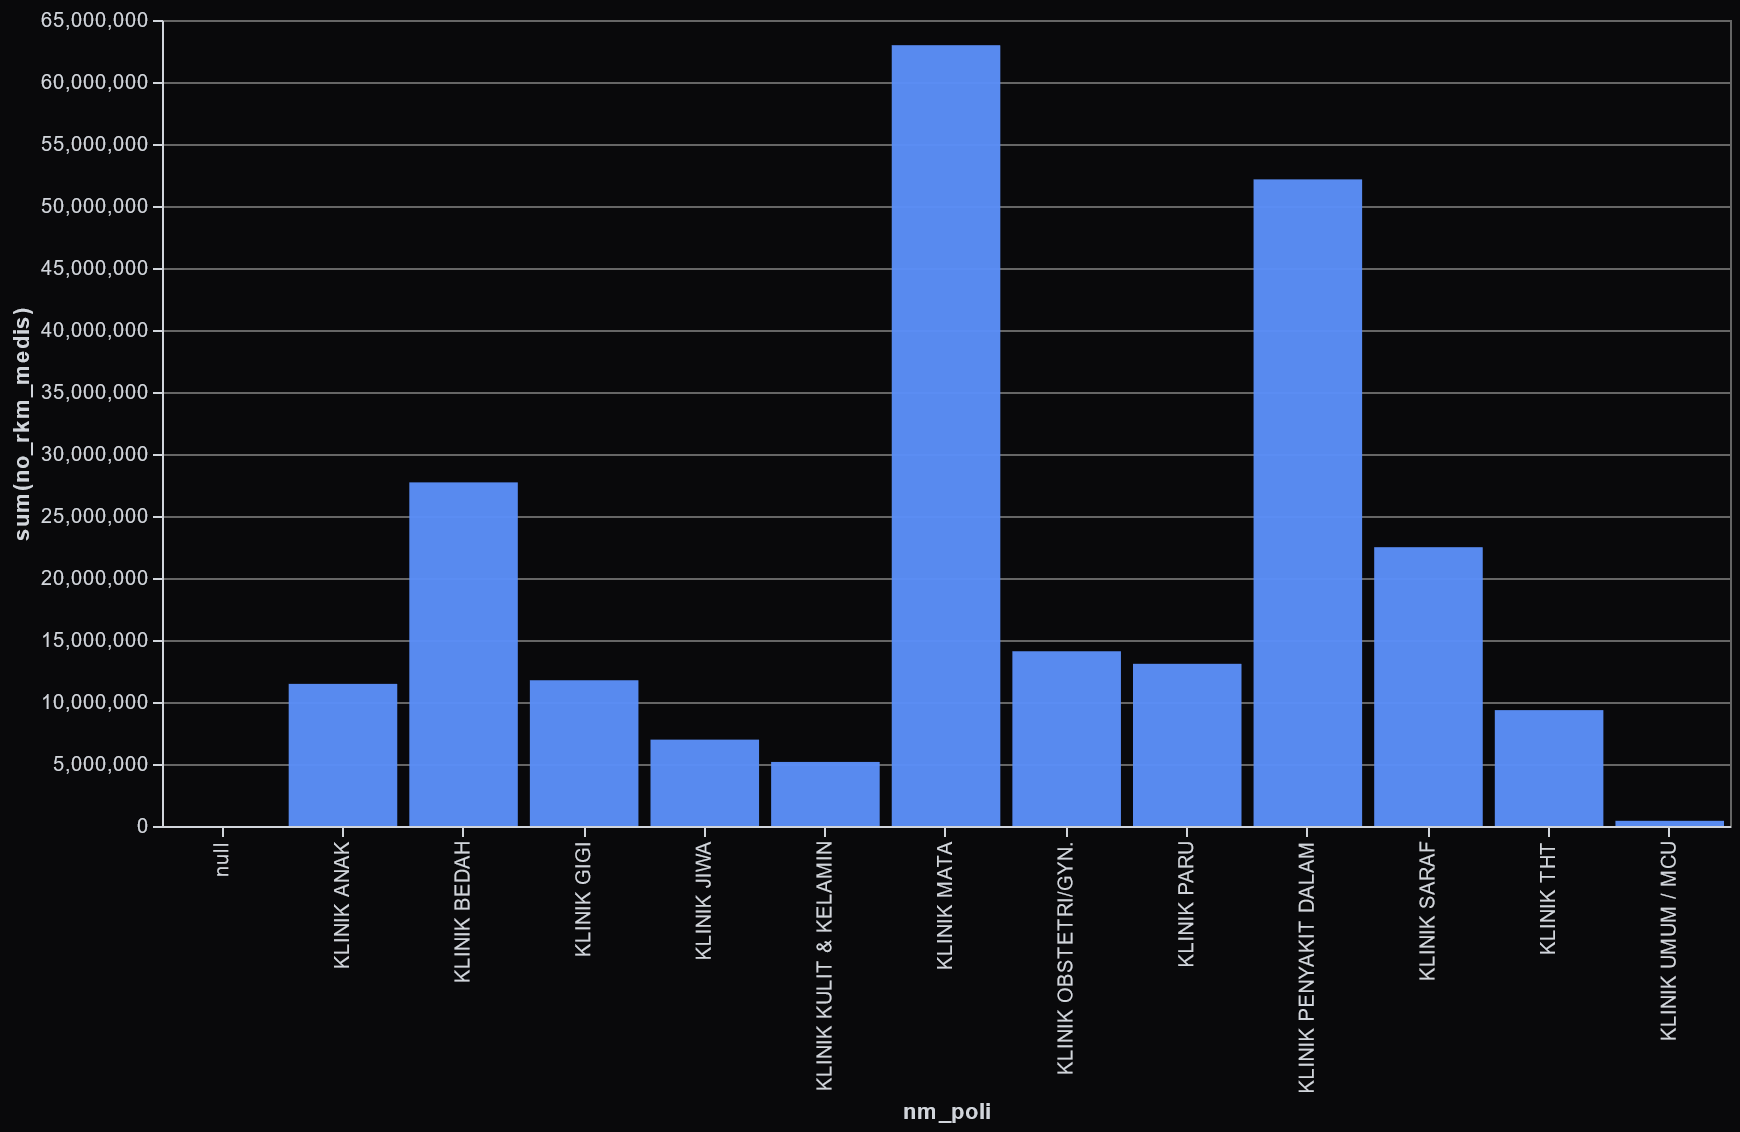 65,000,000
60,000,000
55,000,000
50,000,000
45,000,000
40,000,000
35,000,000
30,000,000
25,000,000
20,000,000
15,000,000
10,000,000
5,000,000
0
sum(no_rkm_medis)
null
KLINIK ANAK
KLINIK BEDAH
KLINIK GIGI
KLINIK JIWA
KLINIK KULIT & KELAMIN
KLINIK MATA
KLINIK OBSTETRI/GYN.
KLINIK PARU
KLINIK PENYAKIT DALAM
KLINIK SARAF
KLINIK THT
KLINIK UMUM / MCU
nm_poli